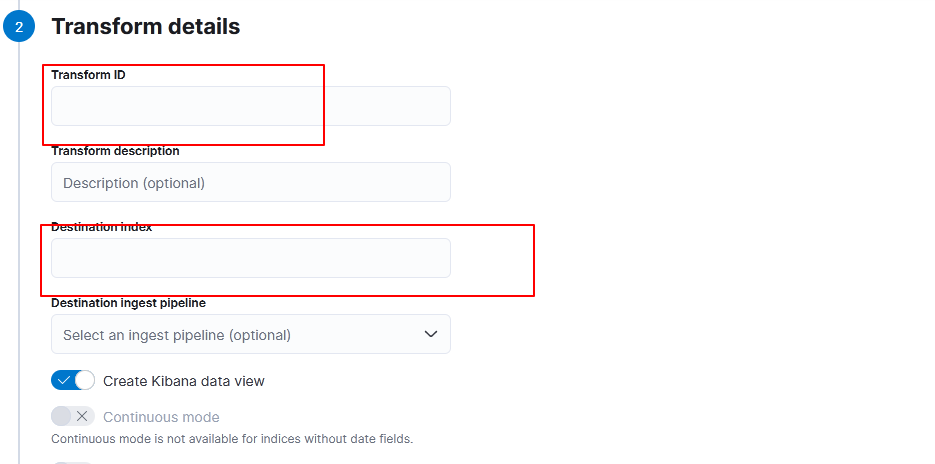 2
Transform details
Transform ID
Transform description
Description (optional)
Destination index
Destination ingest pipeline
Select an ingest pipeline (optional)
Create Kibana data view
Continuous mode
Continuous mode is not available for indices without date fields.